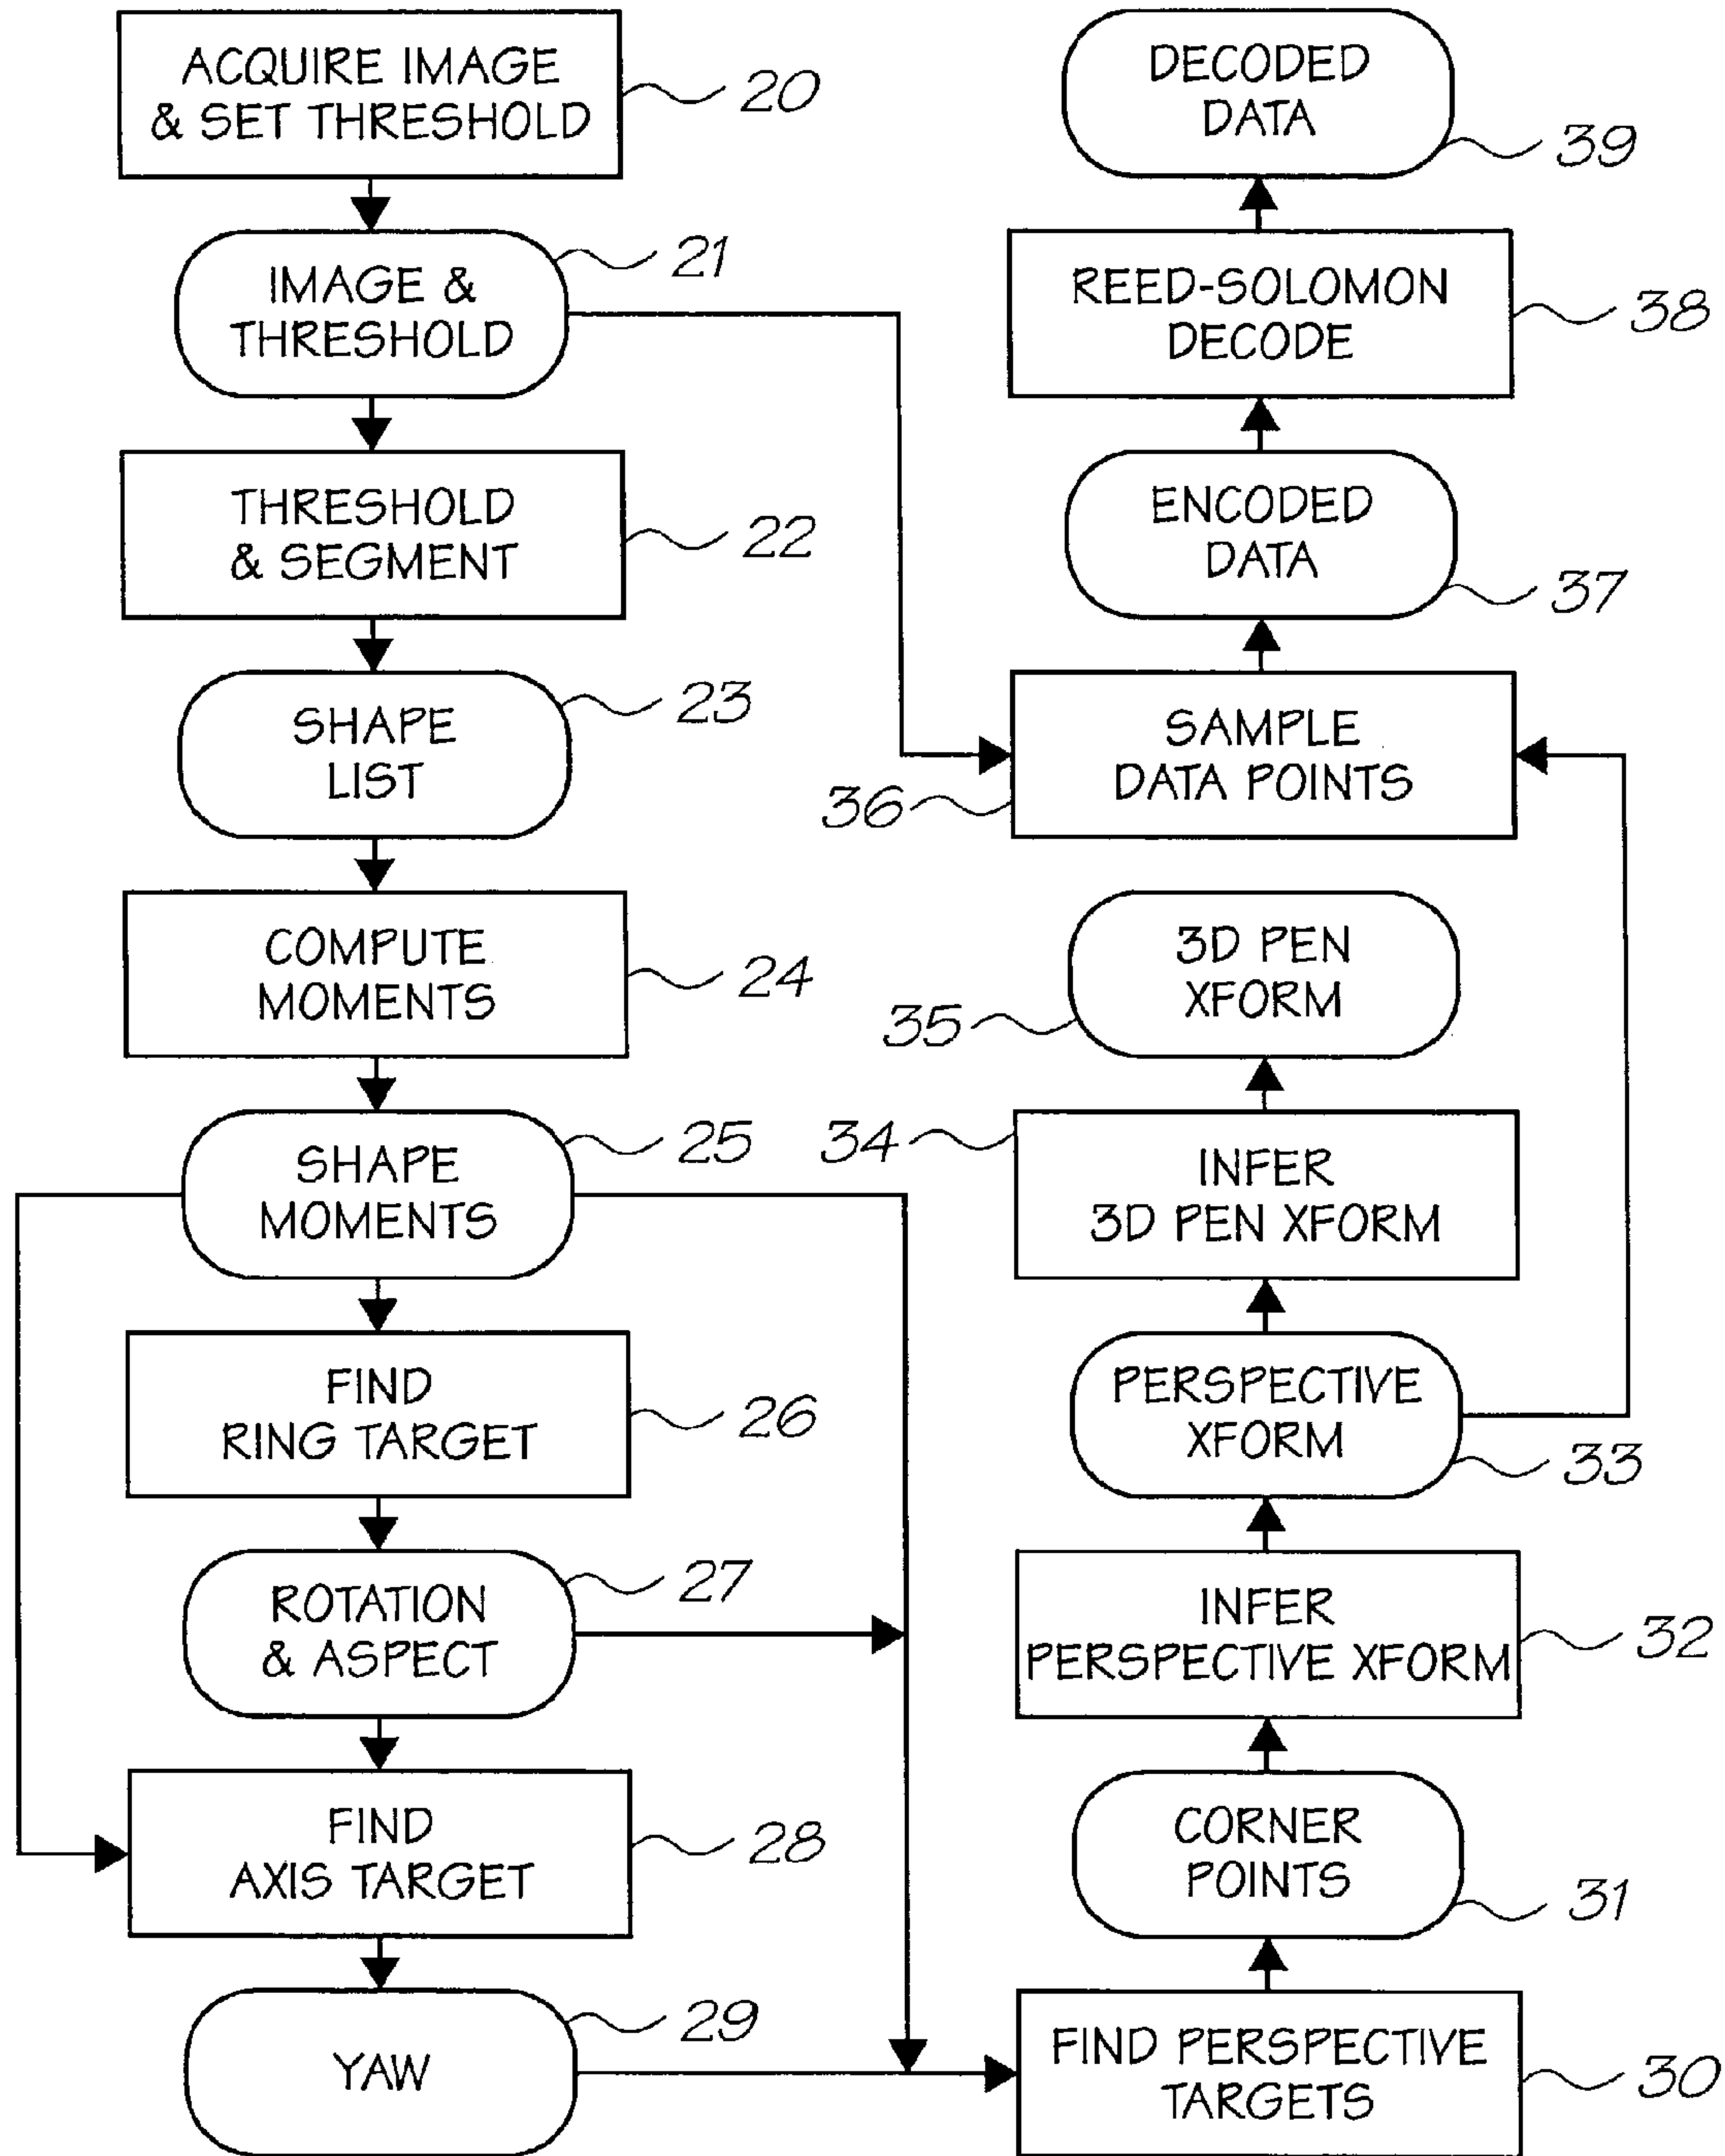 ACQUIRE IMAGE
& SET THRESHOLD
20
IMAGE &
THRESHOLD
21
THRESHOLD
& SEGMENT
22
SHAPE
LIST
23
COMPUTE
MOMENTS
24
SHAPE
MOMENTS
25
FIND
RING TARGET
26
ROTATION
& ASPECT
27
FIND
AXIS TARGET
28
YAW
29
DECODED
DATA
39
REED-SOLOMON
DECODE
38
ENCODED
DATA
37
SAMPLE
DATA POINTS
36
3D PEN
XFORM
35
INFER
3D PEN XFORM
34
PERSPECTIVE
XFORM
33
INFER
PERSPECTIVE XFORM
32
CORNER
POINTS
31
FIND PERSPECTIVE
TARGETS
30